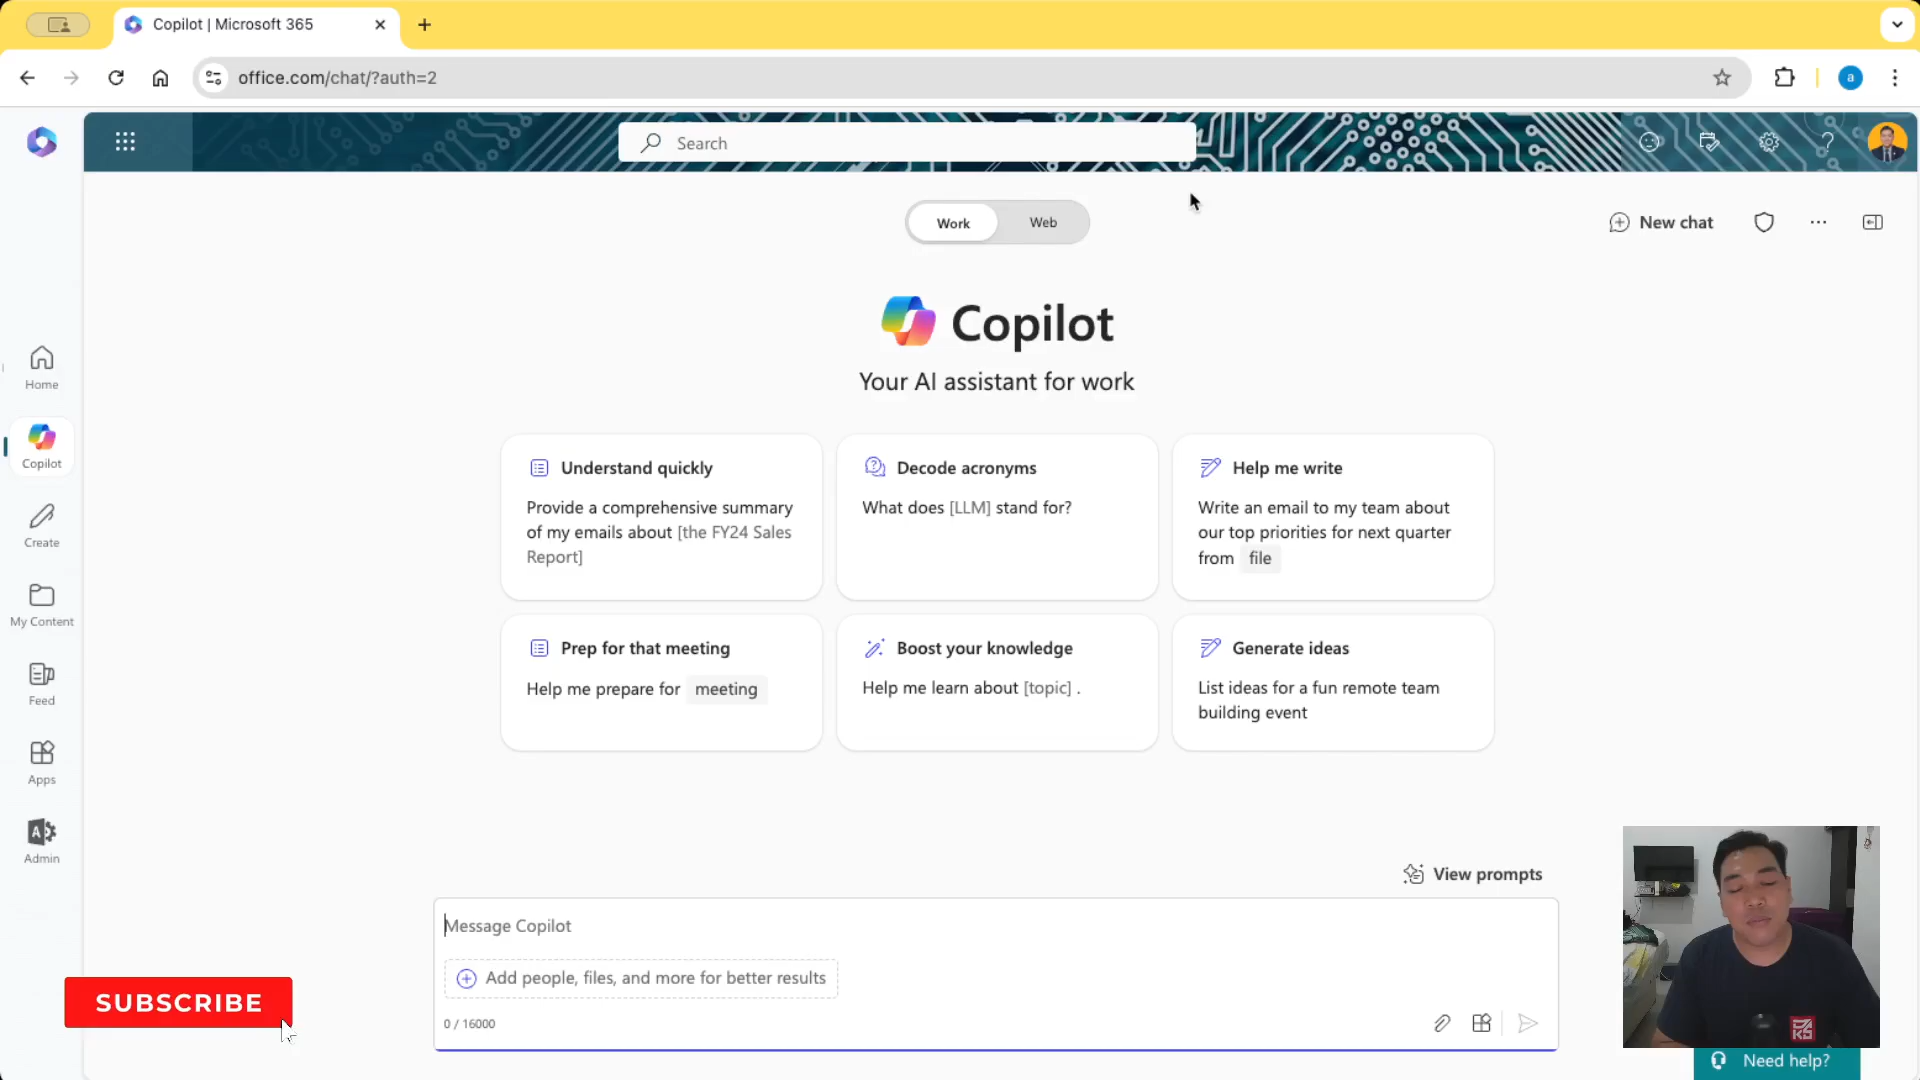 Copilot | Microsoft 365
office.com/chat/?auth=2
a
Search
Work
Web
New chat
Copilot
Your AI assistant for work
Home
Copilot
Create
My Content
Feed
Apps
Admin
Understand quickly
Provide a comprehensive summary
of my emails about [the FY24 Sales
Report]
Decode acronyms
What does [LLM] stand for?
Help me write
Write an email to my team about
our top priorities for next quarter
from file
Prep for that meeting
Help me prepare for meeting
Boost your knowledge
Help me learn about [topic] .
Generate ideas
List ideas for a fun remote team
building event
View prompts
Message Copilot
Add people, files, and more for better results
0 / 16000
SUBSCRIBE
Need help?